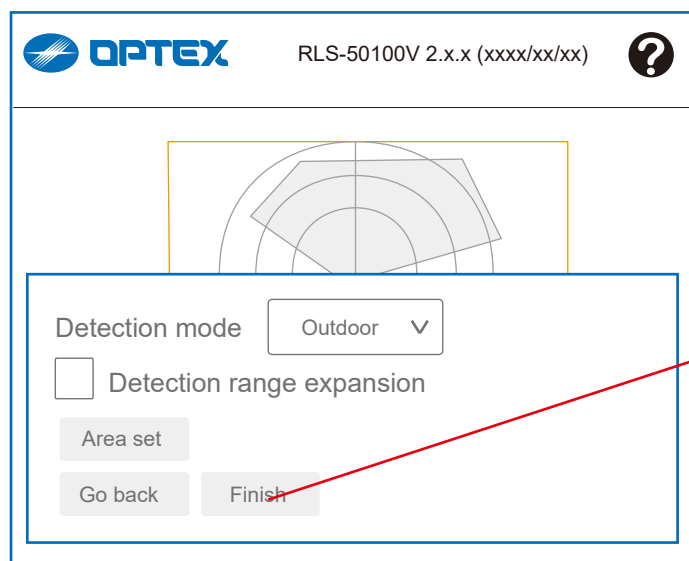 OPTEX RLS-50100V 2.x.x (xxxx/xx/xx) ?
Detection mode Outdoor
Detection range expansion
Area set
Go back Finish